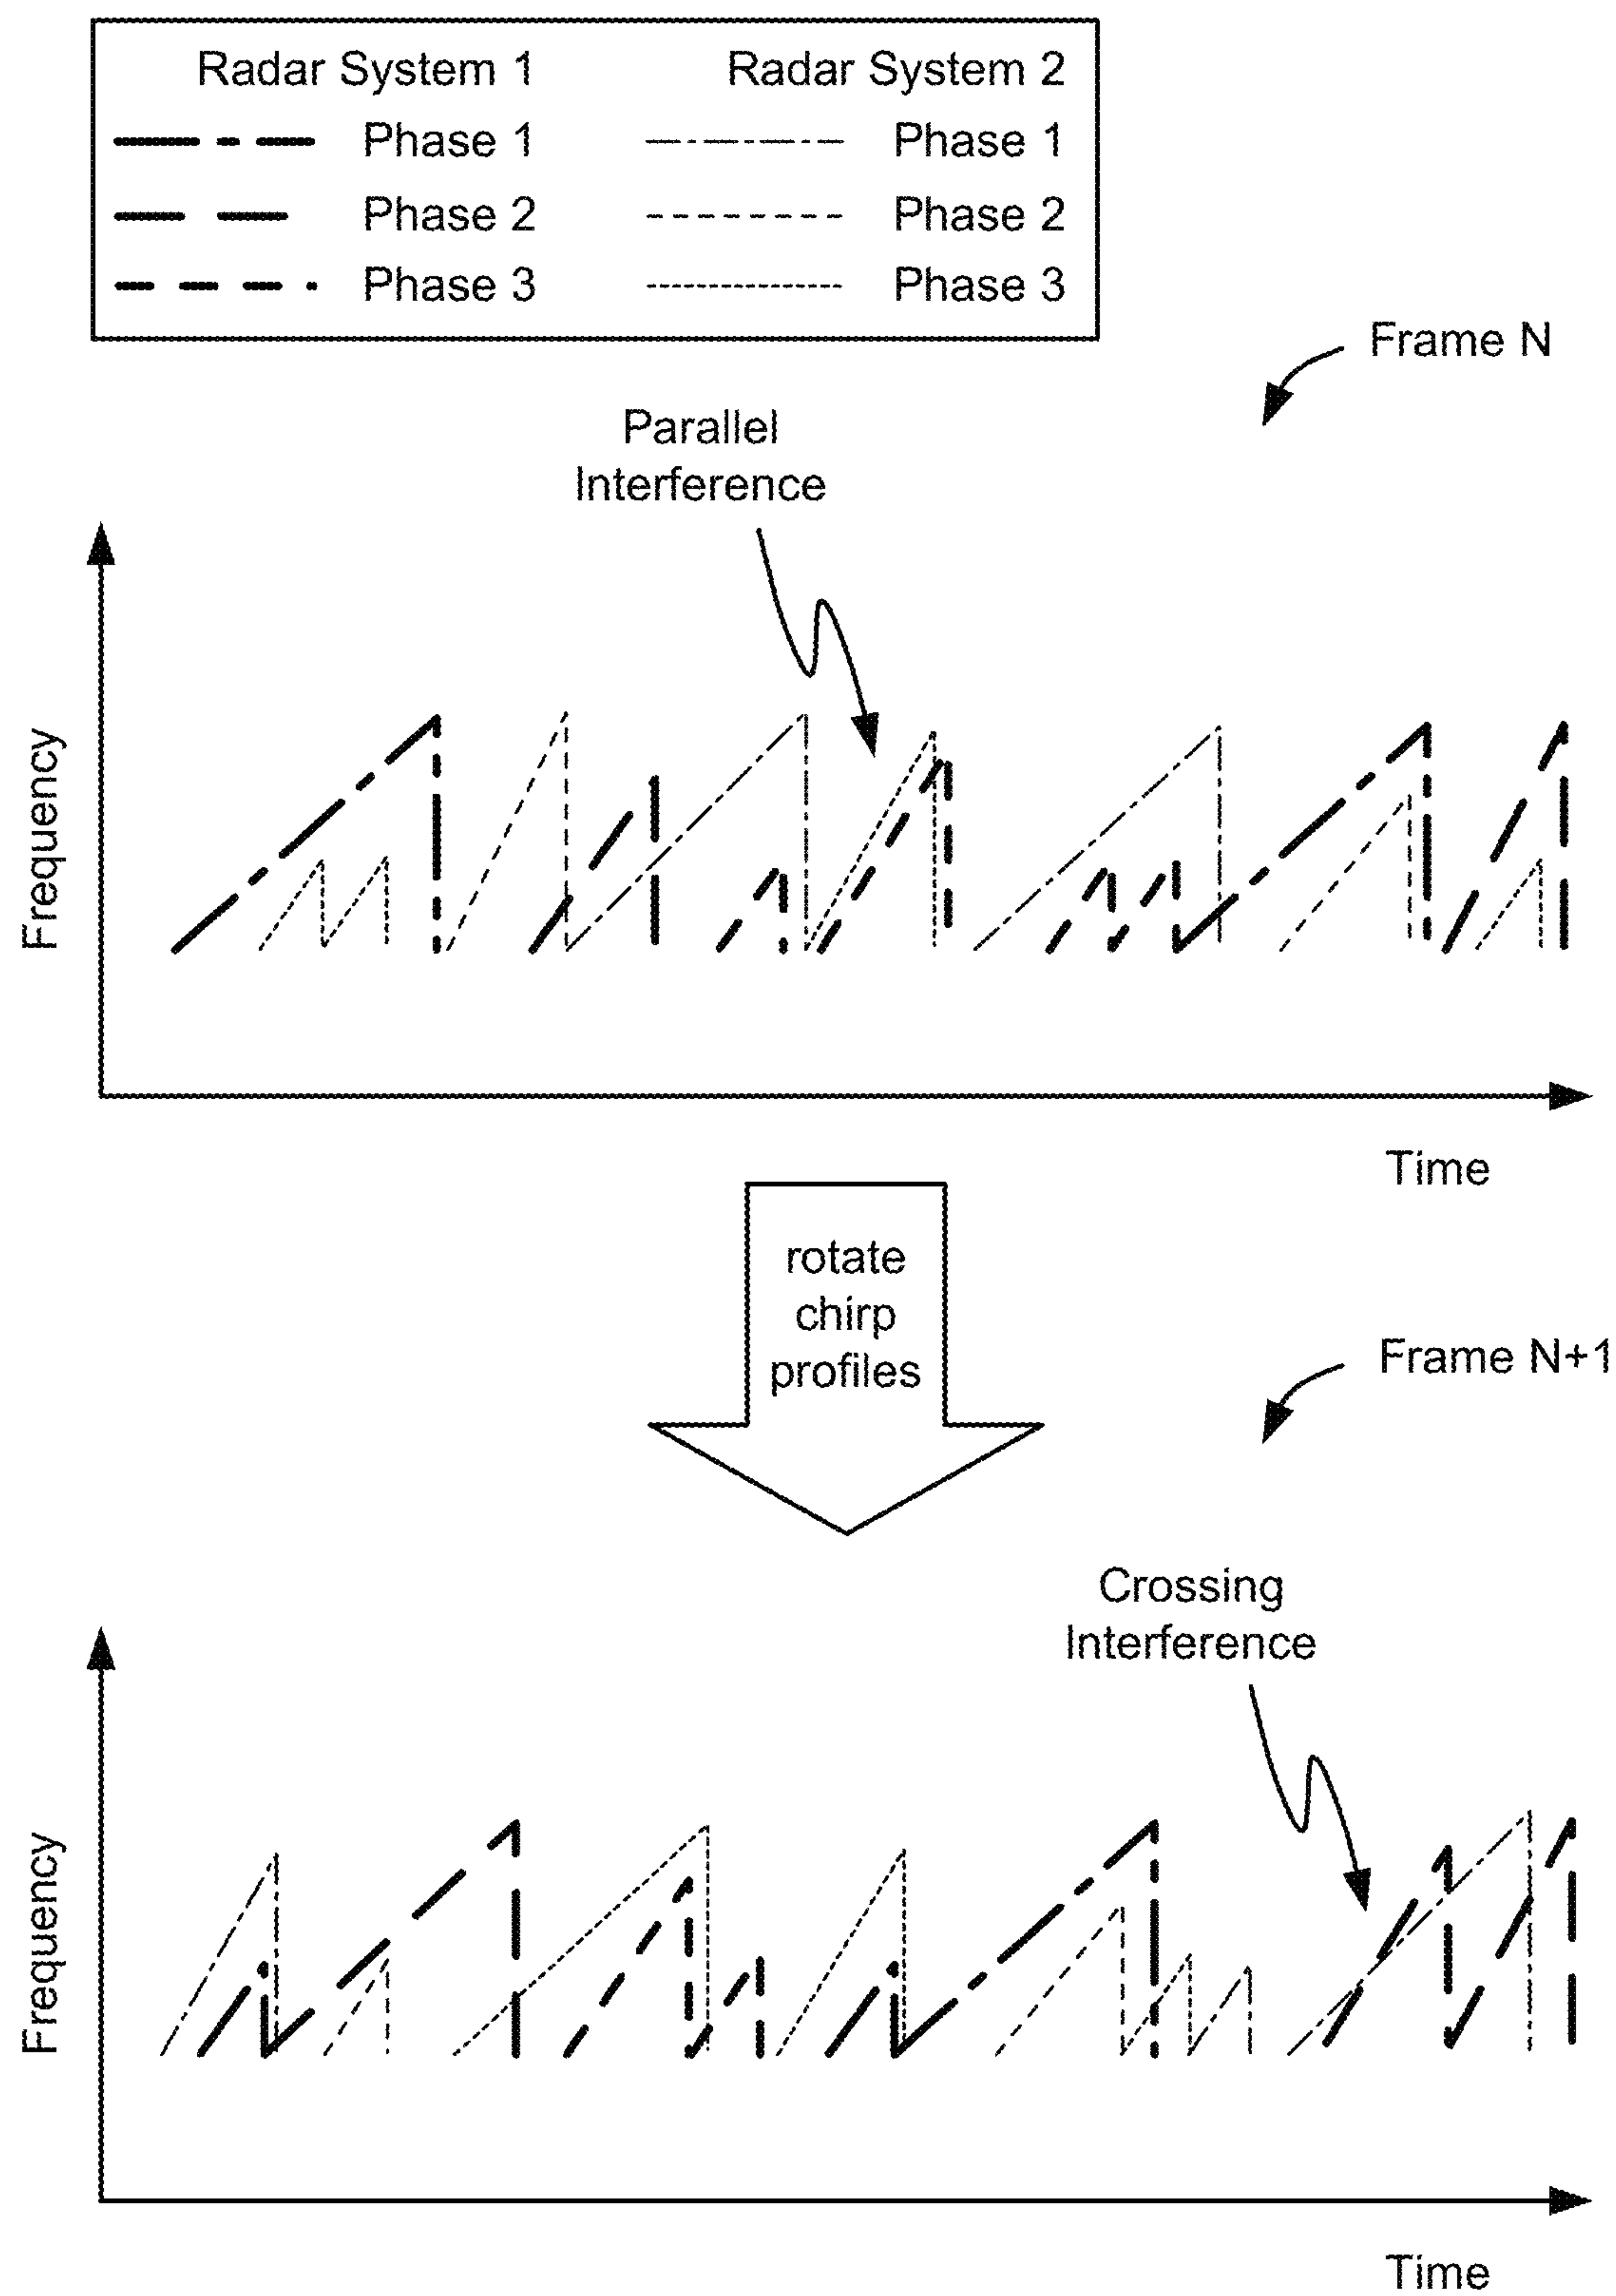 Radar System 1
Radar System 2
Phase 1
Phase 1
Phase 2
Phase 2
Phase 3
Phase 3
Frame N
Parallel
Interference
Frequency
Time
rotate
chirp
profiles
Frame N+1
Crossing
Interference
Frequency
Time